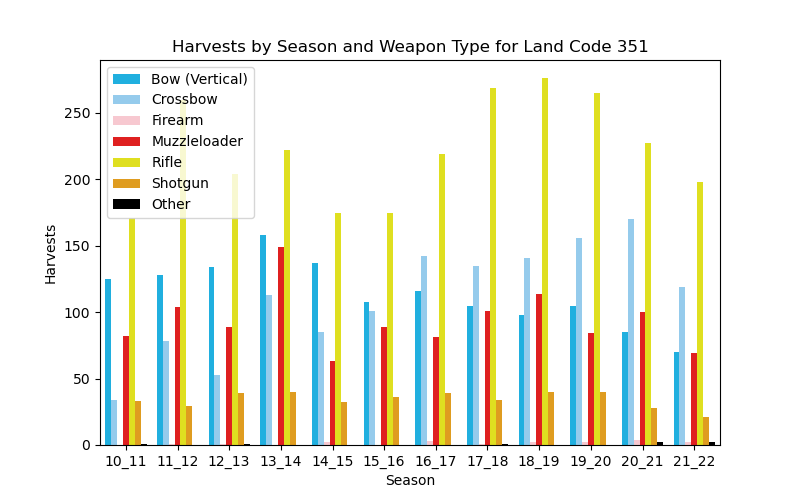 Harvests by Season and Weapon Type for Land Code 351
Bow (Vertical)
Crossbow
Firearm
Muzzleloader
Rifle
Shotgun
Other
Harvests
250
200
150
100
50
0
10_11 11_12 12_13 13_14 14_15 15_16 16_17 17_18 18_19 19_20 20_21 21_22
Season